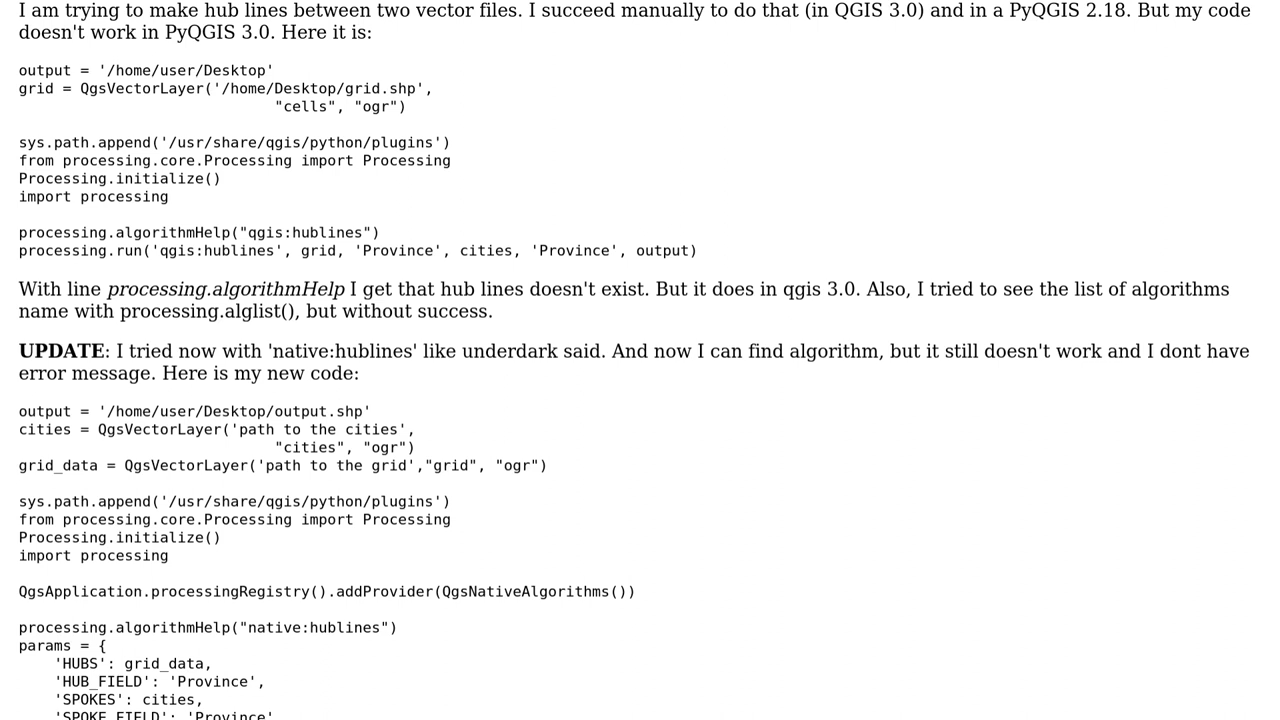 I am trying to make hub lines between two vector files. I succeed manually to do that (in QGIS 3.0) and in a PyQGIS 2.18. But my code
doesn't work in PyQGIS 3.0. Here it is:
output = '/home/user/Desktop'
grid = QgsVectorLayer('/home/Desktop/grid.shp',
"cells", "ogr")
sys.path.append('/usr/share/qgis/python/plugins')
from processing.core.Processing import Processing
Processing.initialize()
import processing
processing.algorithmHelp("qgis:hublines")
processing.run('qgis:hublines', grid, 'Province', cities, 'Province', output)
With line processing.algorithmHelp I get that hub lines doesn't exist. But it does in qgis 3.0. Also, I tried to see the list of algorithms
name with processing.alglist(), but without success.
UPDATE: I tried now with 'native:hublines' like underdark said. And now I can find algorithm, but it still doesn't work and I dont have
error message. Here is my new code:
output = '/home/user/Desktop/output.shp'
cities = QgsVectorLayer('path to the cities',
"cities", "ogr")
grid_data = QgsVectorLayer('path to the grid',"grid", "ogr")
sys.path.append('/usr/share/qgis/python/plugins')
from processing.core.Processing import Processing
Processing.initialize()
import processing
QgsApplication.processingRegistry().addProvider(QgsNativeAlgorithms())
processing.algorithmHelp("native:hublines")
params = {
'HUBS': grid_data,
'HUB_FIELD': 'Province',
'SPOKES': cities,
'SPOKE_FIELD': 'Province'